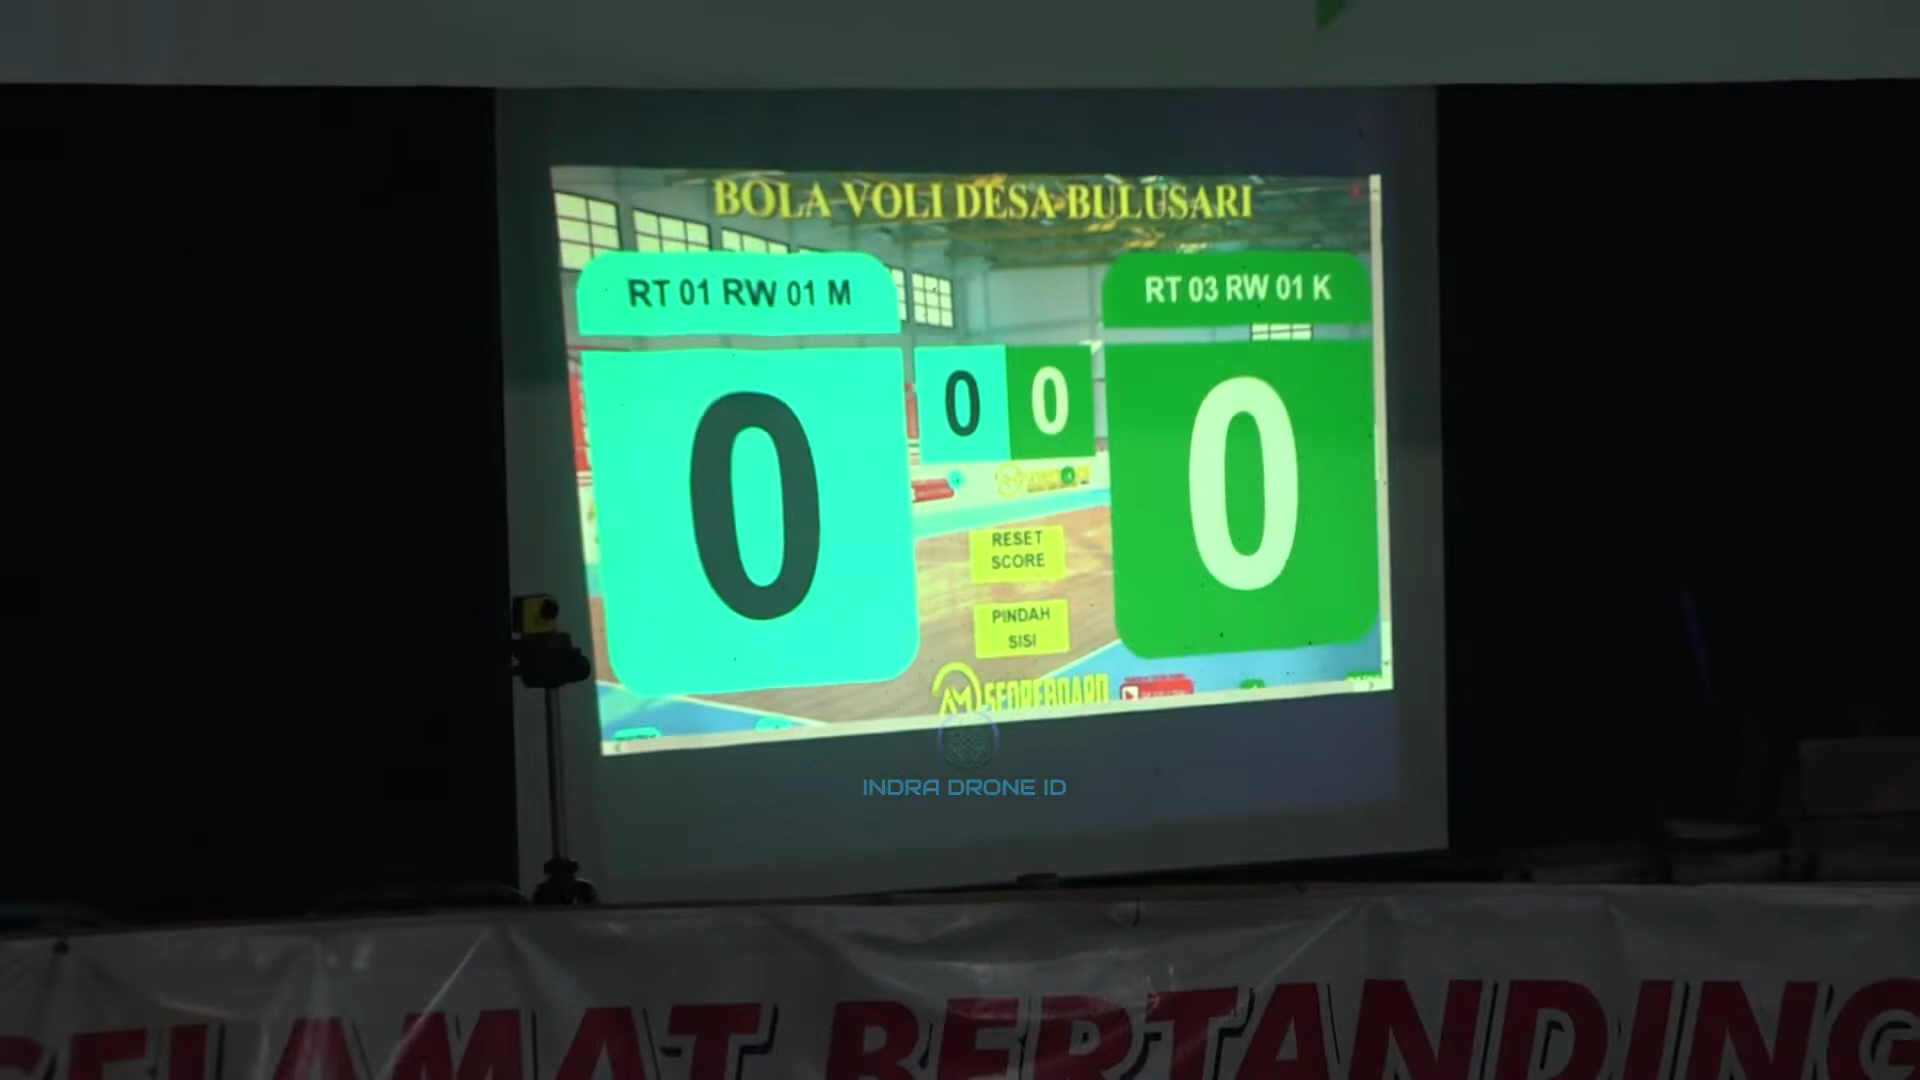 BOLA VOLI DESA BULUSARI
RT 01 RW 01 M
RT 03 RW 01 K
0
0
0
0
RESET
SCORE
PINDAH
SISI
SCOREBOARD
INDRA DRONE ID
SELAMAT BERTANDING